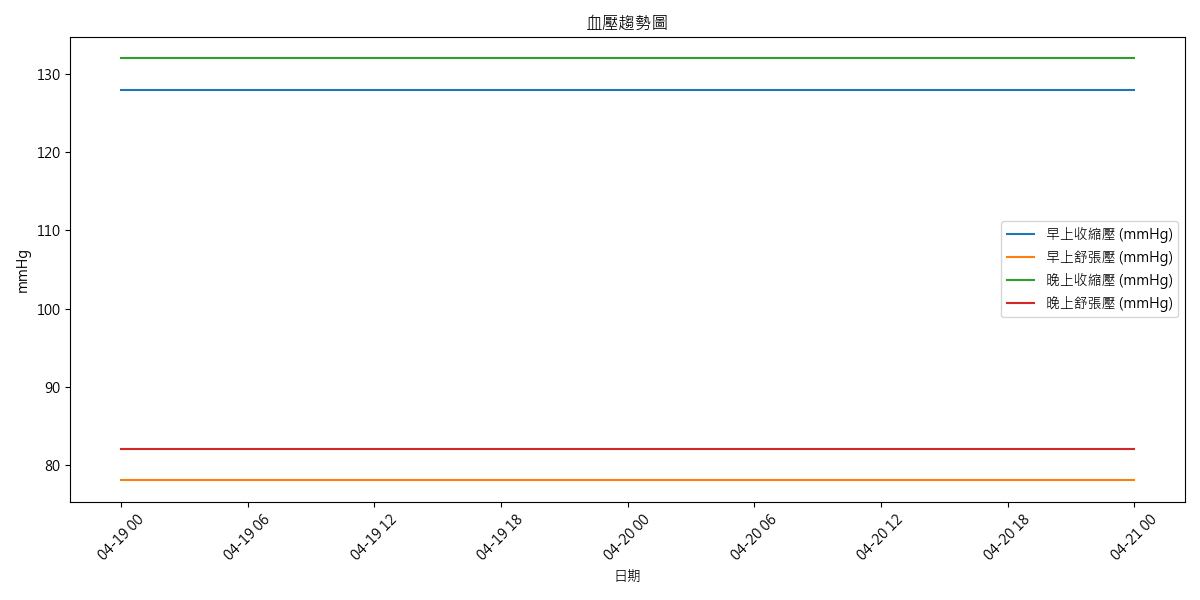 血壓趨勢圖
mmHg
130
120
110
100
90
80
早上收縮壓 (mmHg)
早上舒張壓 (mmHg)
晚上收縮壓 (mmHg)
晚上舒張壓 (mmHg)
04-19 00
04-19 06
04-19 12
04-19 18
04-20 00
04-20 06
04-20 12
04-20 18
04-21 00
日期